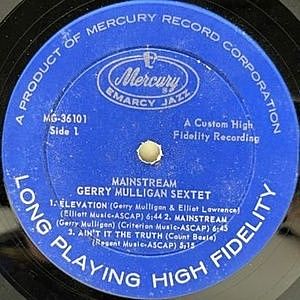 A PRODUCT OF MERCURY RECORD CORPORATION
Mercury
EMARCY JAZZ
MG-36101
Side 1
A Custom High
Fidelity Recording
MAINSTREAM
GERRY MULLIGAN SEXTET
1. ELEVATION (Gerry Mulligan & Elliot Lawrence)
(Elliott Music-ASCAP) 6:44 2. MAINSTREAM
(Gerry Mulligan) (Criterion Music-ASCAP) 6:45
3. AIN'T IT THE TRUTH (Count Basie)
(Regent Music-ASCAP) 5:15
LONG PLAYING HIGH FIDELITY